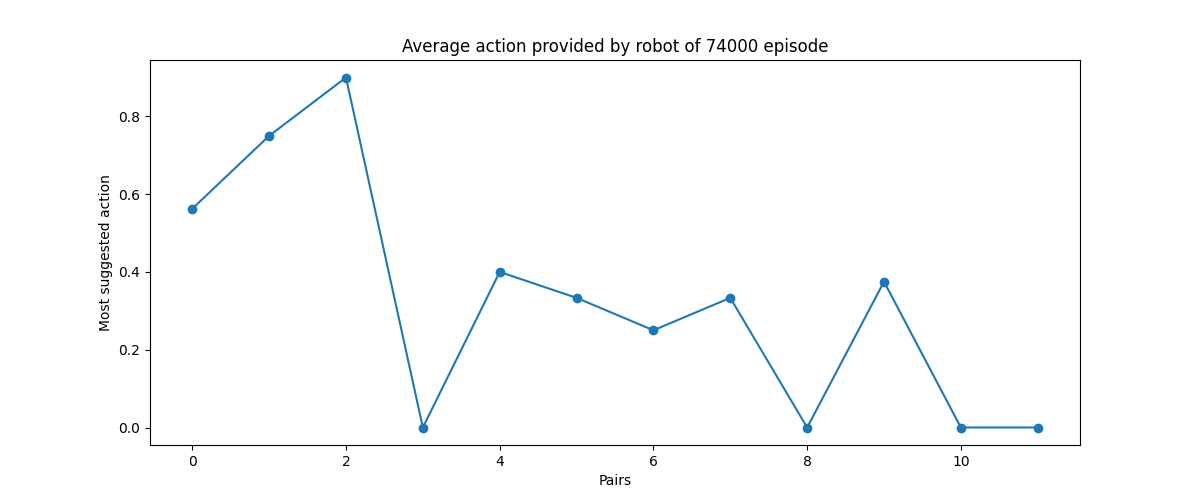 Average action provided by robot of 74000 episode
Most suggested action
0.8
0.6
0.4
0.2
0.0
0 2 4 6 8 10
Pairs